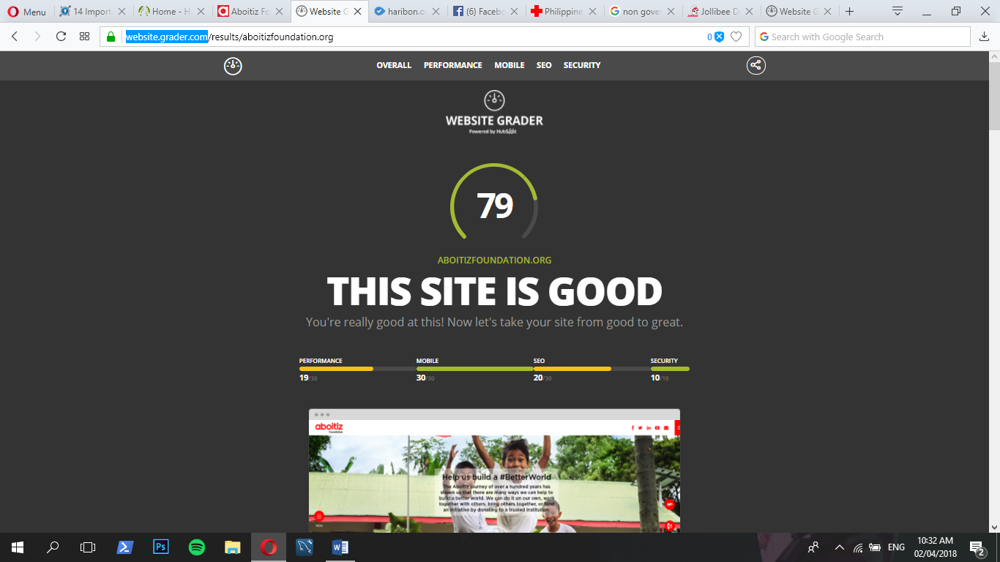 Menu
14 Import
Home - H
Aboitiz Fo
Website G
haribon.o
(6) Facebo
Philippine
non gove
Jollibee D
Website G
website.grader.com/results/aboitizfoundation.org
0
Search with Google Search
OVERALL PERFORMANCE MOBILE SEO SECURITY
WEBSITE GRADER
Powered by HubSpot
79
ABOITIZFOUNDATION.ORG
THIS SITE IS GOOD
You're really good at this! Now let's take your site from good to great.
PERFORMANCE MOBILE SEO SECURITY
19/30 30/30 20/30 10/10
aboitiz
Foundation
Help us build a #BetterWorld
The Aboitiz journey of over a hundred years has
shown us that there are many ways we can help to
build a better world. We can do it on our own, work
together with others, bring others together, or fund
an initiative by donating to a trusted institution.
Ps
ENG
10:32 AM
02/04/2018
2